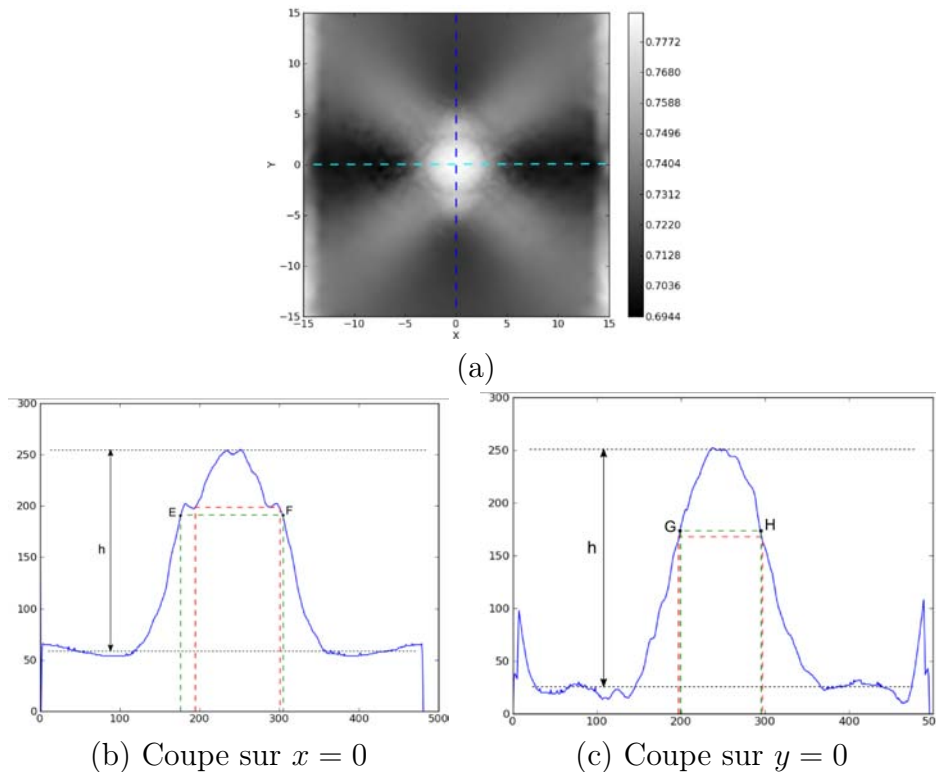 15
10
5
0
−5
−10
−15
Y
−15 −10 −5 0 5 10 15
X
0.7772
0.7680
0.7588
0.7496
0.7404
0.7312
0.7220
0.7128
0.7036
0.6944
(a)
300
250
200
150
100
50
0
0 100 200 300 400 500
h
E
F
(b) Coupe sur x = 0
300
250
200
150
100
50
0
0 100 200 300 400 500
h
G
H
(c) Coupe sur y = 0